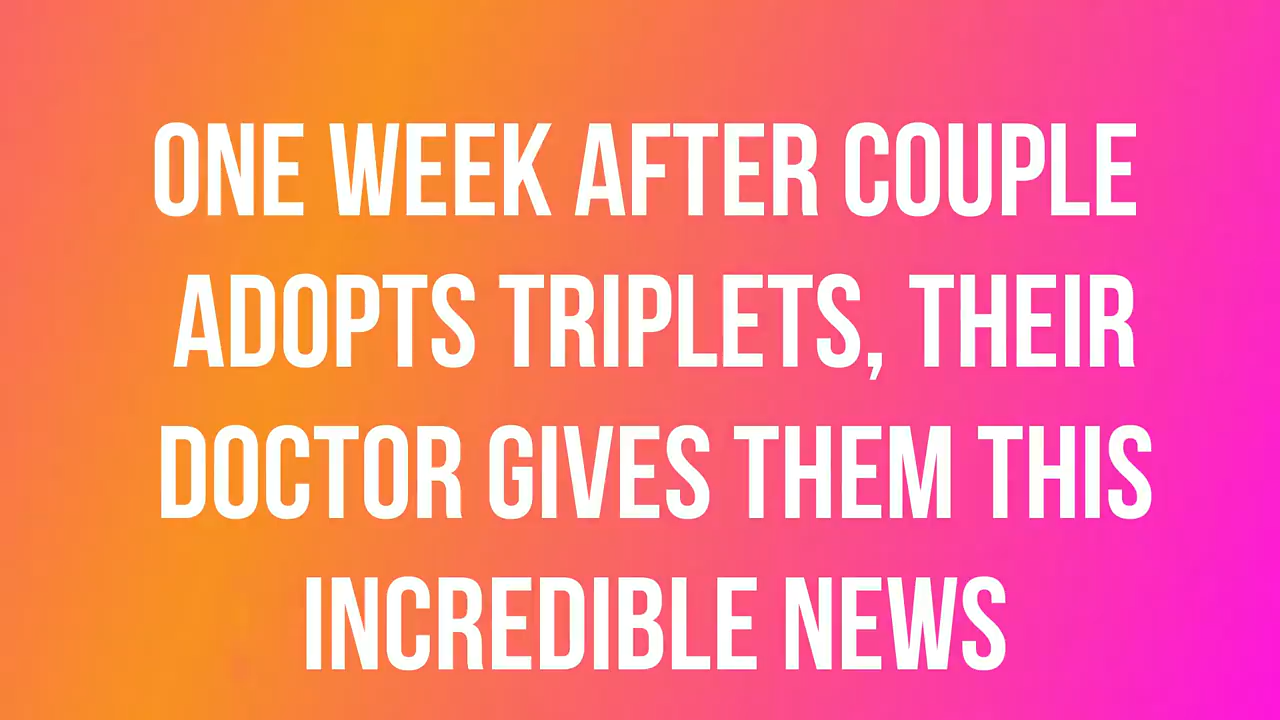 ONE WEEK AFTER COUPLE
ADOPTS TRIPLETS, THEIR
DOCTOR GIVES THEM THIS
INCREDIBLE NEWS